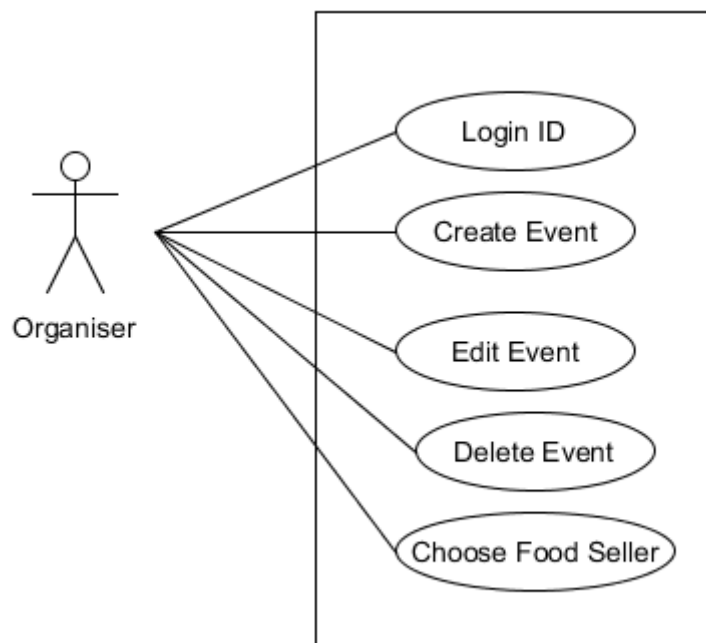 Login ID
Create Event
Organiser
Edit Event
Delete Event
Choose Food Seller